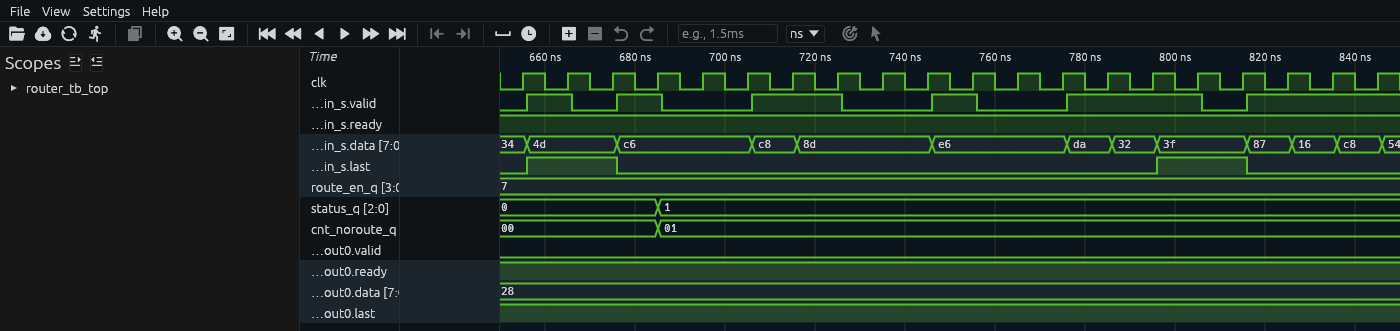 File View Settings Help
e.g., 1.5ms ns
Scopes
router_tb_top
Time 660 ns 680 ns 700 ns 720 ns 740 ns 760 ns 780 ns 800 ns 820 ns 840 ns
clk
...in_s.valid
...in_s.ready
...in_s.data [7:0 34 4d c6 c8 8d e6 da 32 3f 87 16 c8 54
...in_s.last
route_en_q [3:0 7
status_q [2:0] 0 1
cnt_noroute_q 00 01
...out0.valid
...out0.ready
...out0.data [7: 28
...out0.last